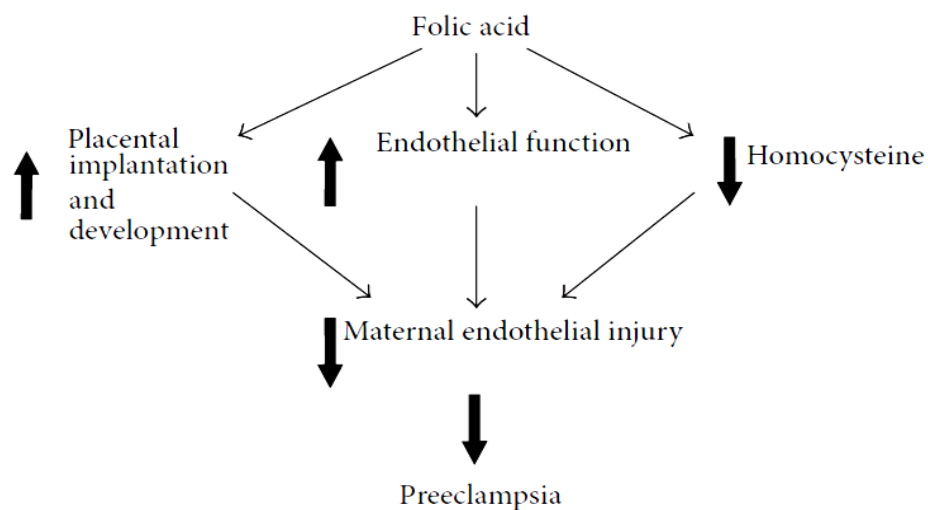 Folic acid
Placental
implantation
and
development
Endothelial function
Homocysteine
Maternal endothelial injury
Preeclampsia